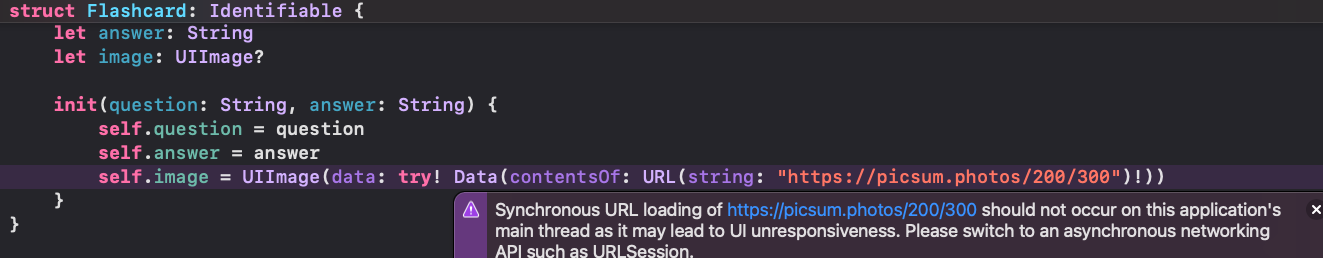 struct Flashcard: Identifiable {
let answer: String
let image: UIImage?
init(question: String, answer: String) {
self.question = question
self.answer = answer
self.image = UIImage(data: try! Data(contentsOf: URL(string: "https://picsum.photos/200/300")!))
}
}
Synchronous URL loading of https://picsum.photos/200/300 should not occur on this application's
main thread as it may lead to UI unresponsiveness. Please switch to an asynchronous networking
API such as URLSession.